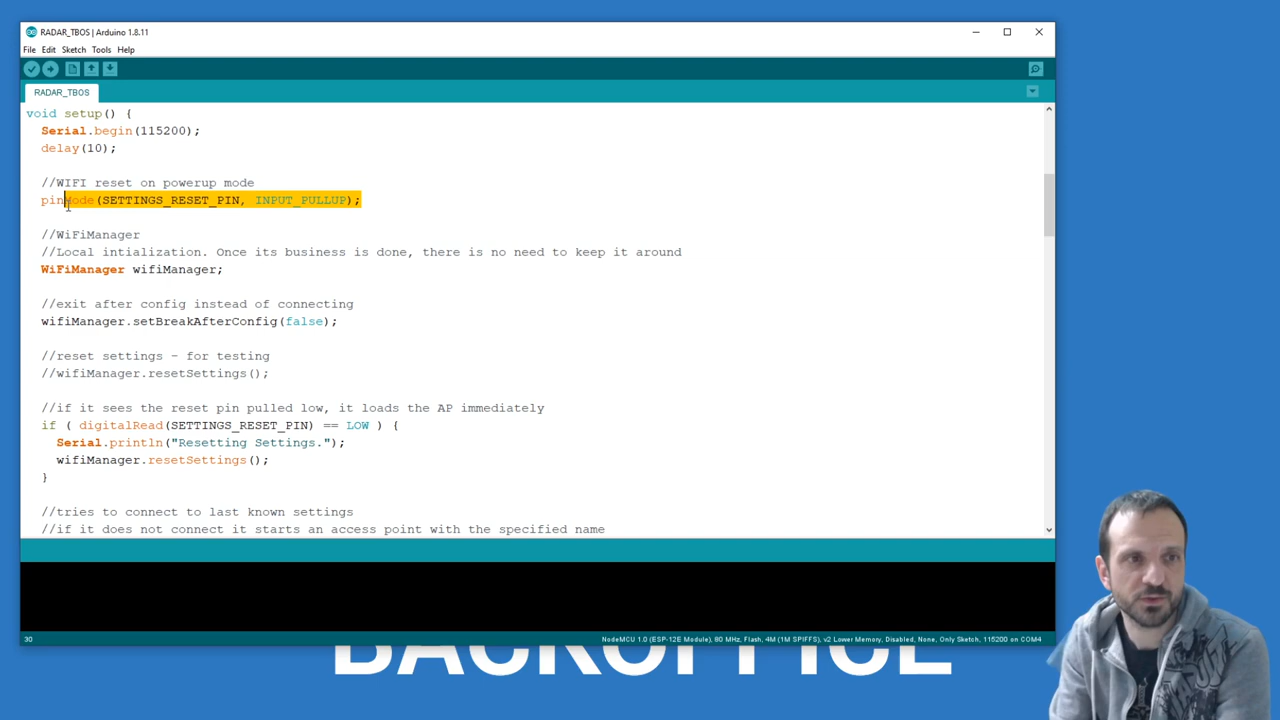 RADAR_TBOS | Arduino 1.8.11
File Edit Sketch Tools Help
RADAR_TBOS
void setup() {
Serial.begin(115200);
delay(10);
//WIFI reset on powerup mode
pinMode(SETTINGS_RESET_PIN, INPUT_PULLUP);
//WiFiManager
//Local intialization. Once its business is done, there is no need to keep it around
WiFiManager wifiManager;
//exit after config instead of connecting
wifiManager.setBreakAfterConfig(false);
//reset settings - for testing
//wifiManager.resetSettings();
//if it sees the reset pin pulled low, it loads the AP immediately
if ( digitalRead(SETTINGS_RESET_PIN) == LOW ) {
Serial.println("Resetting Settings.");
wifiManager.resetSettings();
}
//tries to connect to last known settings
//if it does not connect it starts an access point with the specified name
30
NodeMCU 1.0 (ESP-12E Module), 80 MHz, Flash, 4M (1M SPIFFS), v2 Lower Memory, Disabled, None, Only Sketch, 115200 on COM4
BACKOFFICE